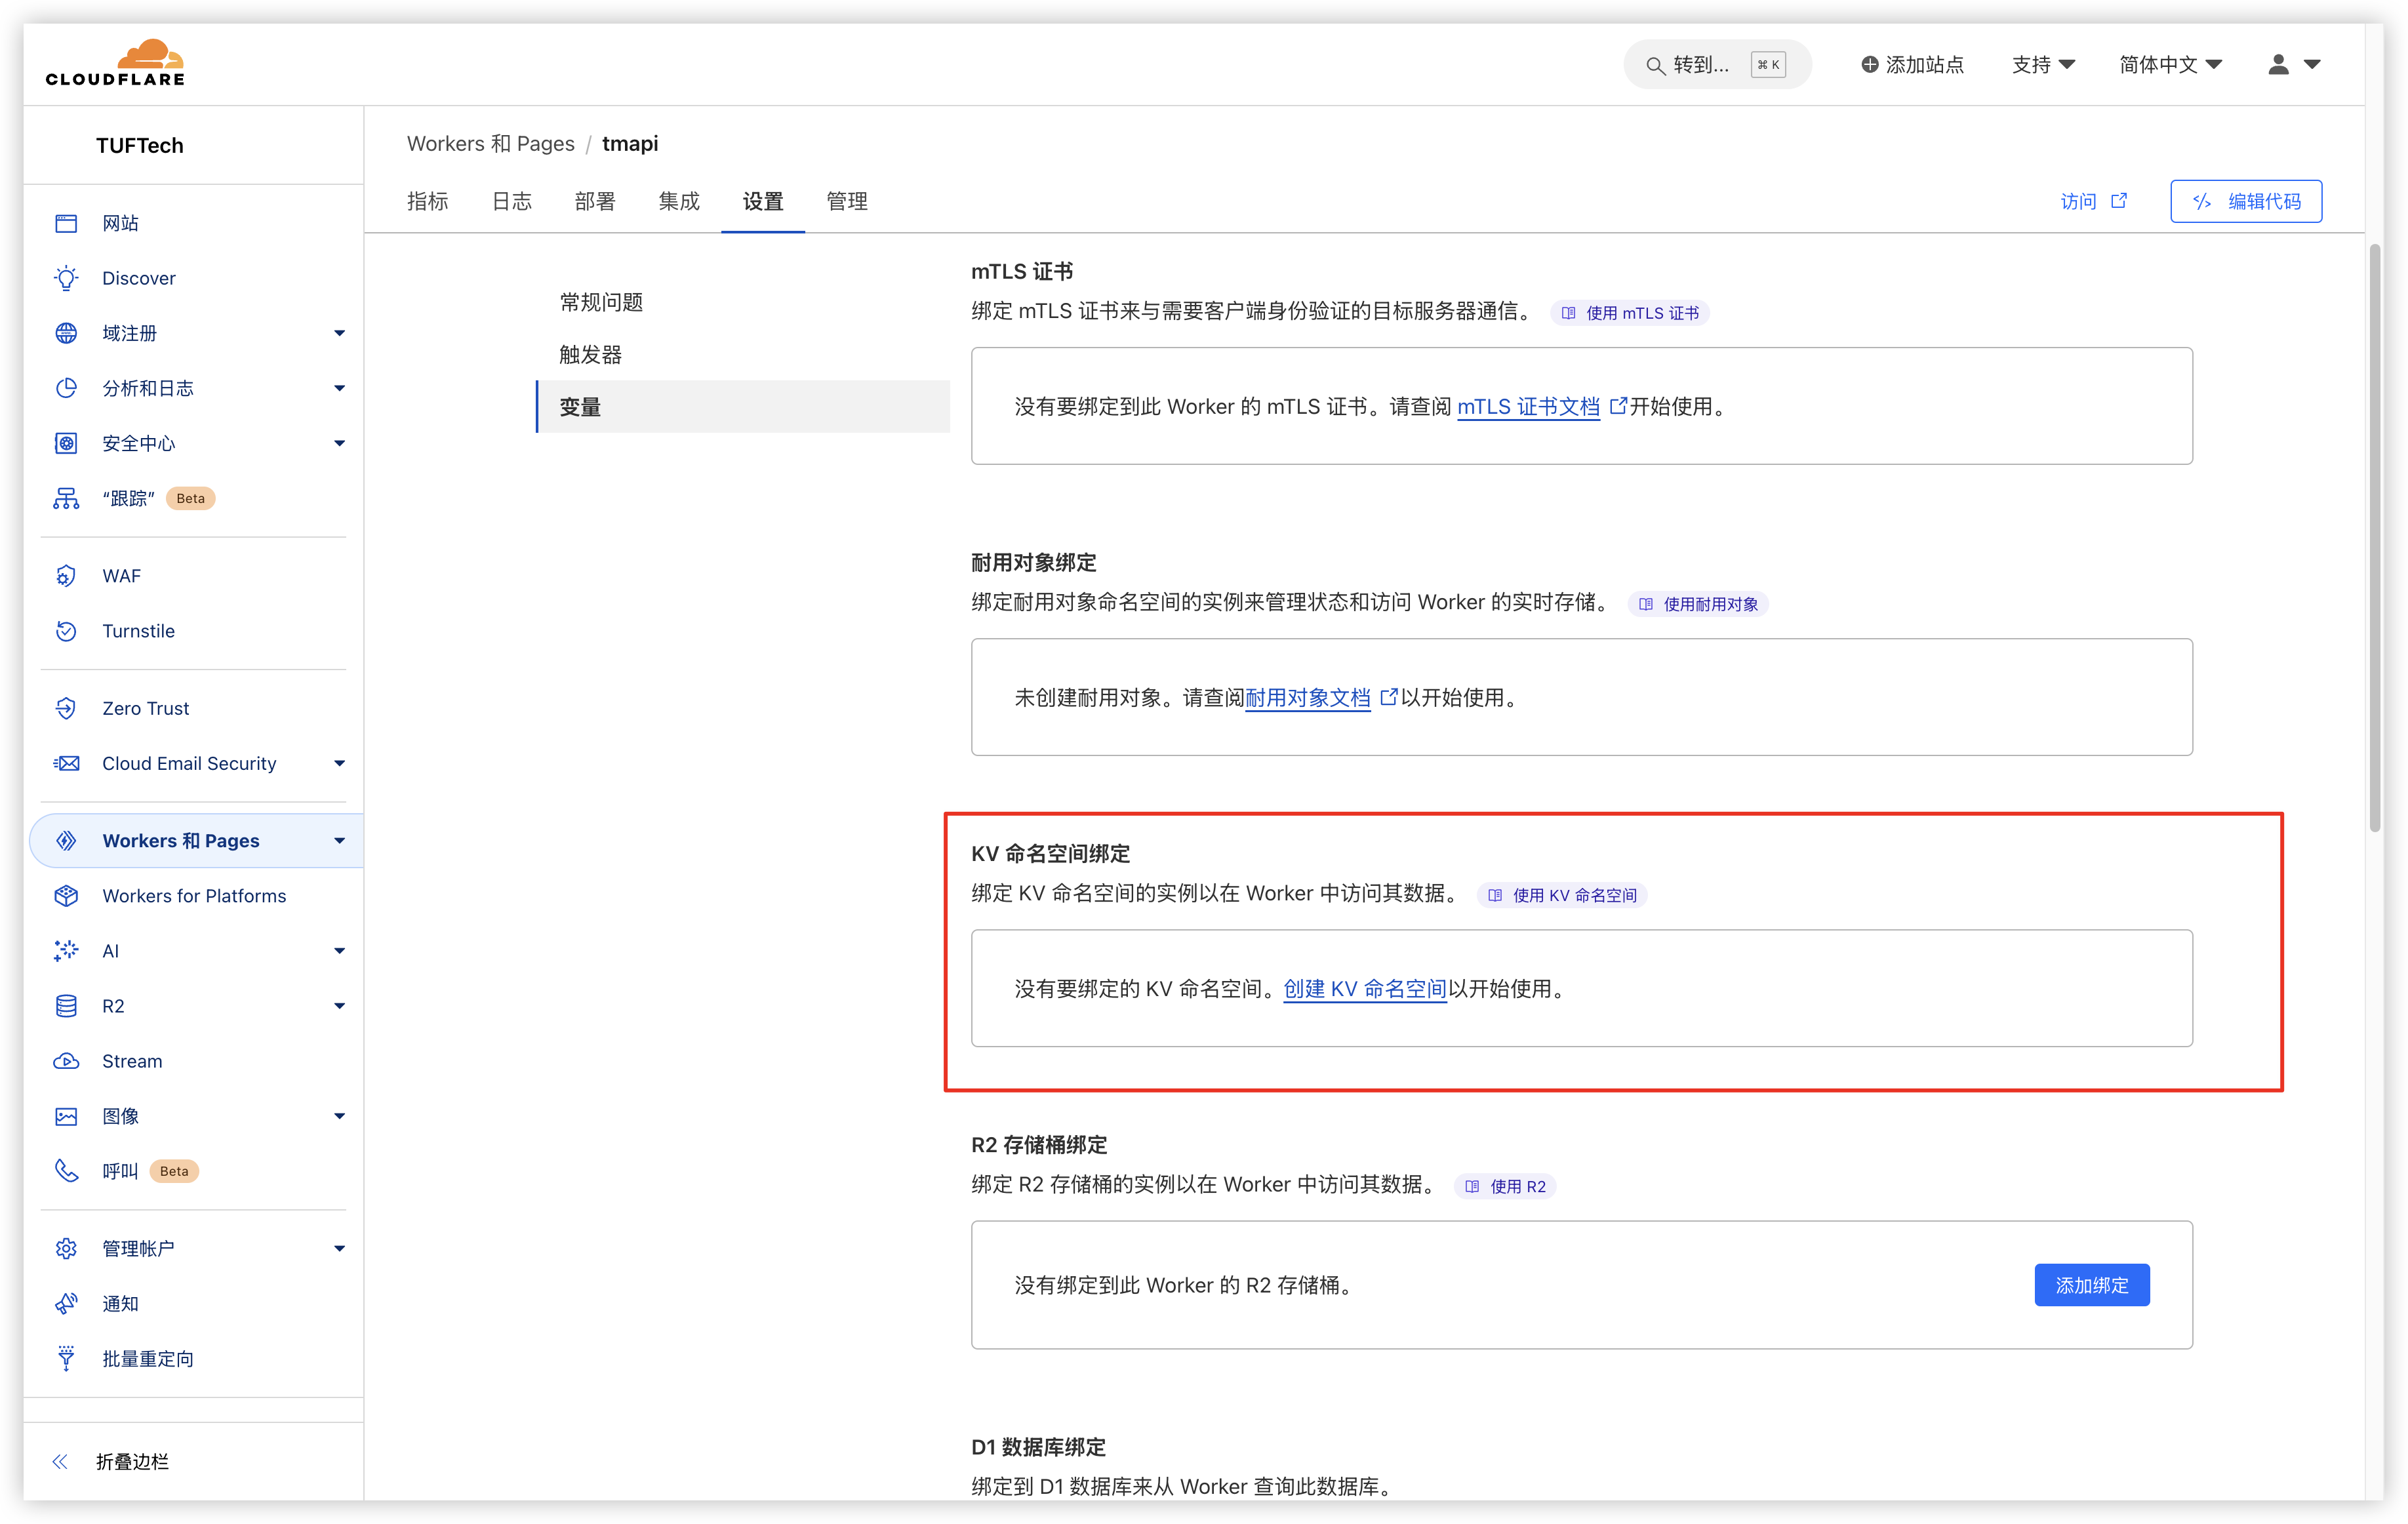 CLOUDFLARE
转到... ⌘ K
添加站点
支持
简体中文
TUFTech
网站
Discover
域注册
分析和日志
安全中心
“跟踪” Beta
WAF
Turnstile
Zero Trust
Cloud Email Security
Workers 和 Pages
Workers for Platforms
AI
R2
Stream
图像
呼叫 Beta
管理帐户
通知
批量重定向
折叠边栏
Workers 和 Pages / tmapi
指标 日志 部署 集成 设置 管理
访问
编辑代码
常规问题
触发器
变量
mTLS 证书
绑定 mTLS 证书来与需要客户端身份验证的目标服务器通信。 使用 mTLS 证书
没有要绑定到此 Worker 的 mTLS 证书。请查阅 mTLS 证书文档 开始使用。
耐用对象绑定
绑定耐用对象命名空间的实例来管理状态和访问 Worker 的实时存储。 使用耐用对象
未创建耐用对象。请查阅耐用对象文档 以开始使用。
KV 命名空间绑定
绑定 KV 命名空间的实例以在 Worker 中访问其数据。 使用 KV 命名空间
没有要绑定的 KV 命名空间。创建 KV 命名空间以开始使用。
R2 存储桶绑定
绑定 R2 存储桶的实例以在 Worker 中访问其数据。 使用 R2
没有绑定到此 Worker 的 R2 存储桶。 添加绑定
D1 数据库绑定
绑定到 D1 数据库来从 Worker 查询此数据库。